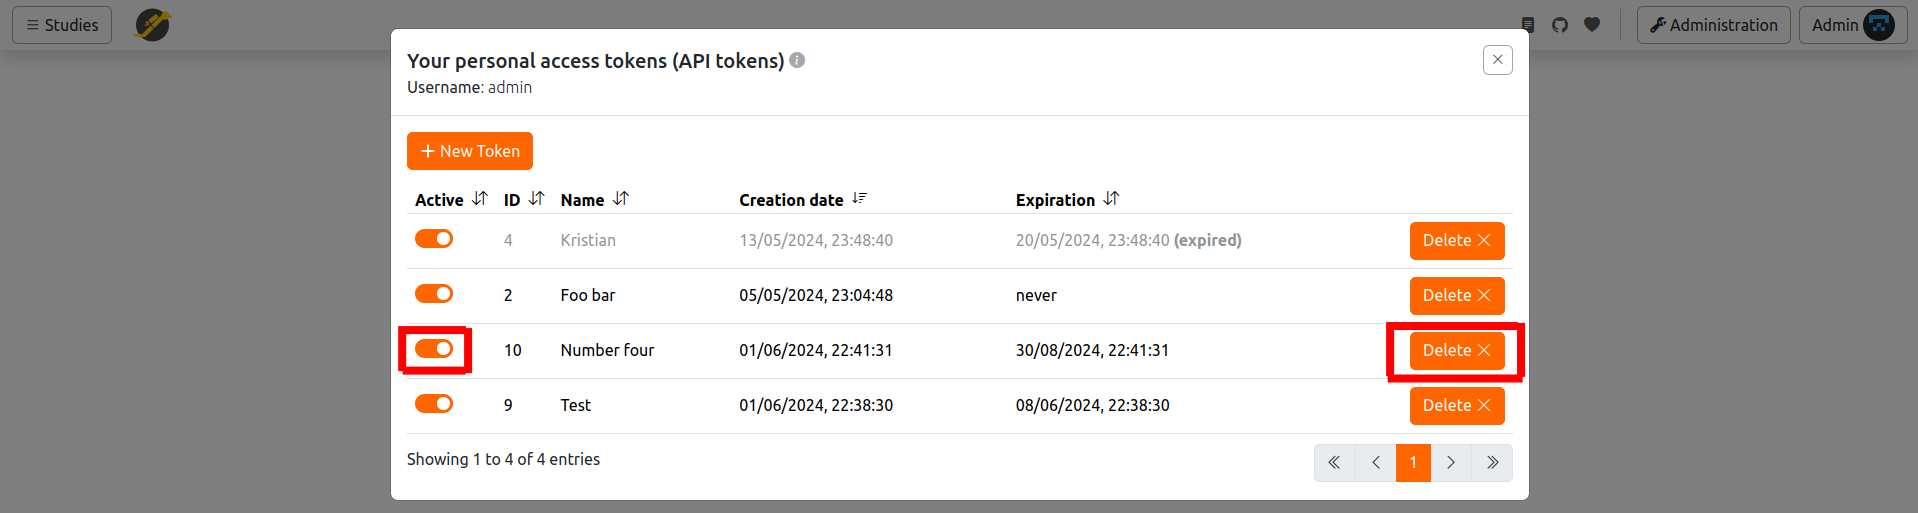 Studies
Administration
Admin
Your personal access tokens (API tokens)
Username: admin
New Token
Active ID Name Creation date Expiration
4 Kristian 13/05/2024, 23:48:40 20/05/2024, 23:48:40 (expired) Delete
2 Foo bar 05/05/2024, 23:04:48 never Delete
10 Number four 01/06/2024, 22:41:31 30/08/2024, 22:41:31 Delete
9 Test 01/06/2024, 22:38:30 08/06/2024, 22:38:30 Delete
Showing 1 to 4 of 4 entries
1